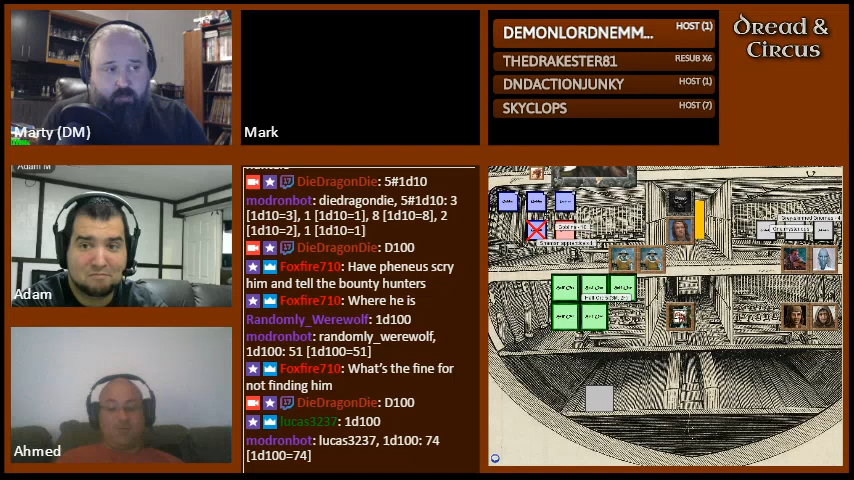 Marty (DM)
Mark
DEMONLORDNEMM...
HOST (1)
THEDRAKESTER81
RESUB X6
DNDACTIONJUNKY
HOST (1)
SKYCLOPS
HOST (7)
Dread &
Circus
Adam M
Adam
Ahmed
DieDragonDie: 5#1d10
modronbot: diedragondie, 5#1d10: 3
[1d10=3], 1 [1d10=1], 8 [1d10=8], 2
[1d10=2], 1 [1d10=1]
DieDragonDie: D100
Foxfire710: Have pheneus scry
him and tell the bounty hunters
Foxfire710: Where he is
Randomly_Werewolf: 1d100
modronbot: randomly_werewolf,
1d100: 51 [1d100=51]
Foxfire710: What's the fine for
not finding him
DieDragonDie: D100
lucas3237: 1d100
modronbot: lucas3237, 1d100: 74
[1d100=74]